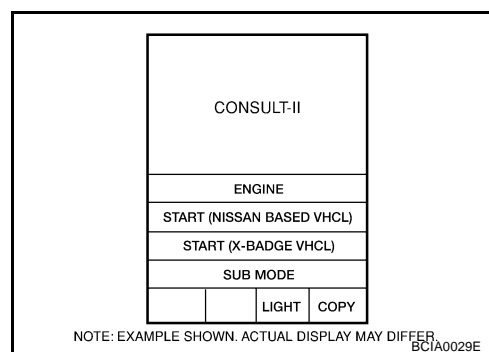 CONSULT-II
ENGINE
START (NISSAN BASED VHCL)
START (X-BADGE VHCL)
SUB MODE
LIGHT COPY
NOTE: EXAMPLE SHOWN. ACTUAL DISPLAY MAY DIFFER.
BCIA0029E